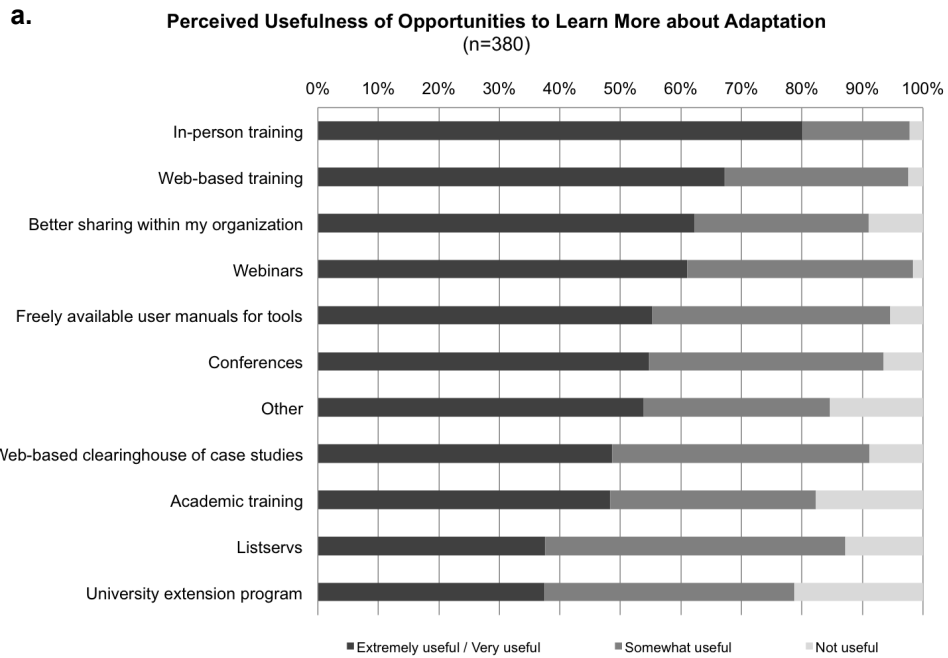 a.
Perceived Usefulness of Opportunities to Learn More about Adaptation
(n=380)
0% 10% 20% 30% 40% 50% 60% 70% 80% 90% 100%
In-person training
Web-based training
Better sharing within my organization
Webinars
Freely available user manuals for tools
Conferences
Other
Web-based clearinghouse of case studies
Academic training
Listservs
University extension program
Extremely useful / Very useful Somewhat useful Not useful